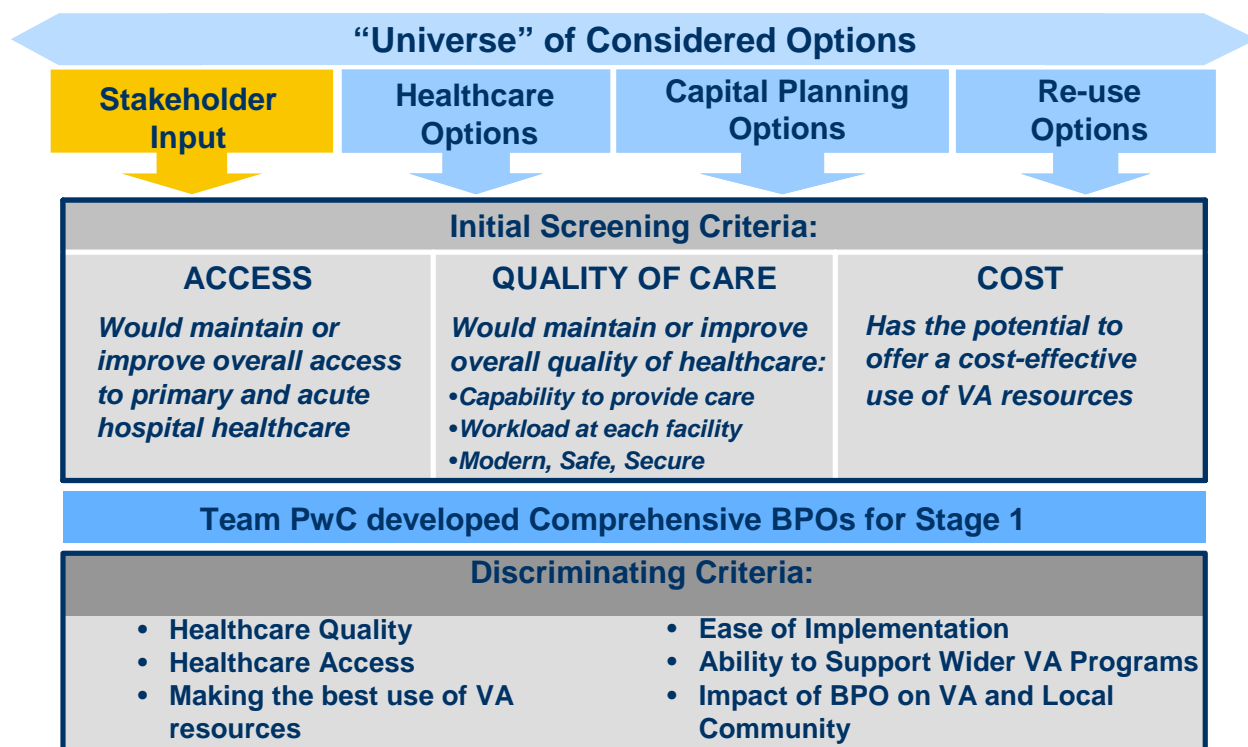 “Universe” of Considered Options
Stakeholder
Input
Healthcare
Options
Capital Planning
Options
Re-use
Options
Initial Screening Criteria:
ACCESS
Would maintain or
improve overall access
to primary and acute
hospital healthcare
QUALITY OF CARE
Would maintain or improve
overall quality of healthcare:
•Capability to provide care
•Workload at each facility
•Modern, Safe, Secure
COST
Has the potential to
offer a cost-effective
use of VA resources
Team PwC developed Comprehensive BPOs for Stage 1
Discriminating Criteria:
• Healthcare Quality
• Healthcare Access
• Making the best use of VA
resources
• Ease of Implementation
• Ability to Support Wider VA Programs
• Impact of BPO on VA and Local
Community